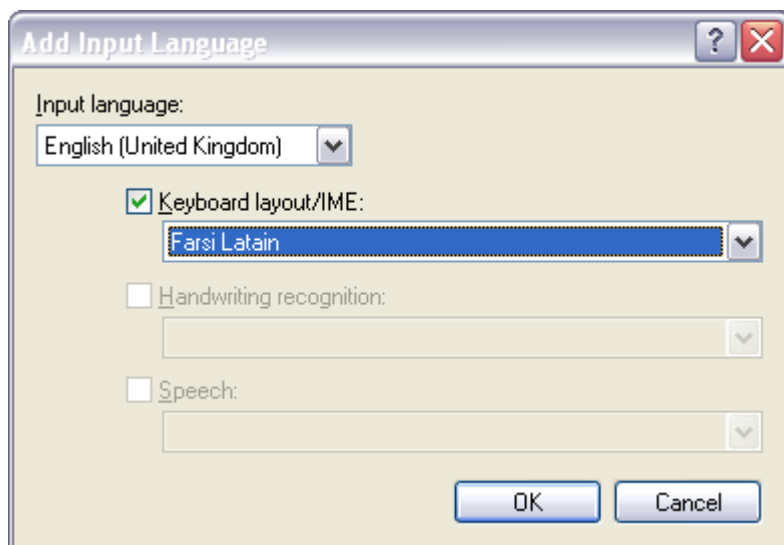 Add Input Language
Input language:
English (United Kingdom)
Keyboard layout/IME:
Farsi Latain
Handwriting recognition:
Speech:
OK Cancel